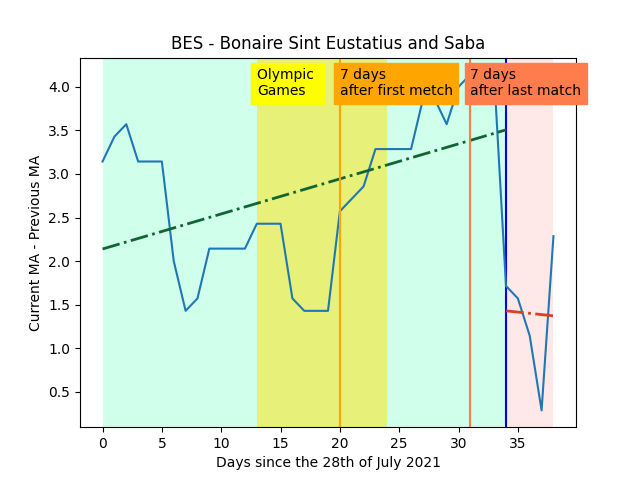 BES - Bonaire Sint Eustatius and Saba
Olympic
Games
7 days
after first metch
7 days
after last match
Current MA - Previous MA
4.0
3.5
3.0
2.5
2.0
1.5
1.0
0.5
0
5
10
15
20
25
30
35
Days since the 28th of July 2021